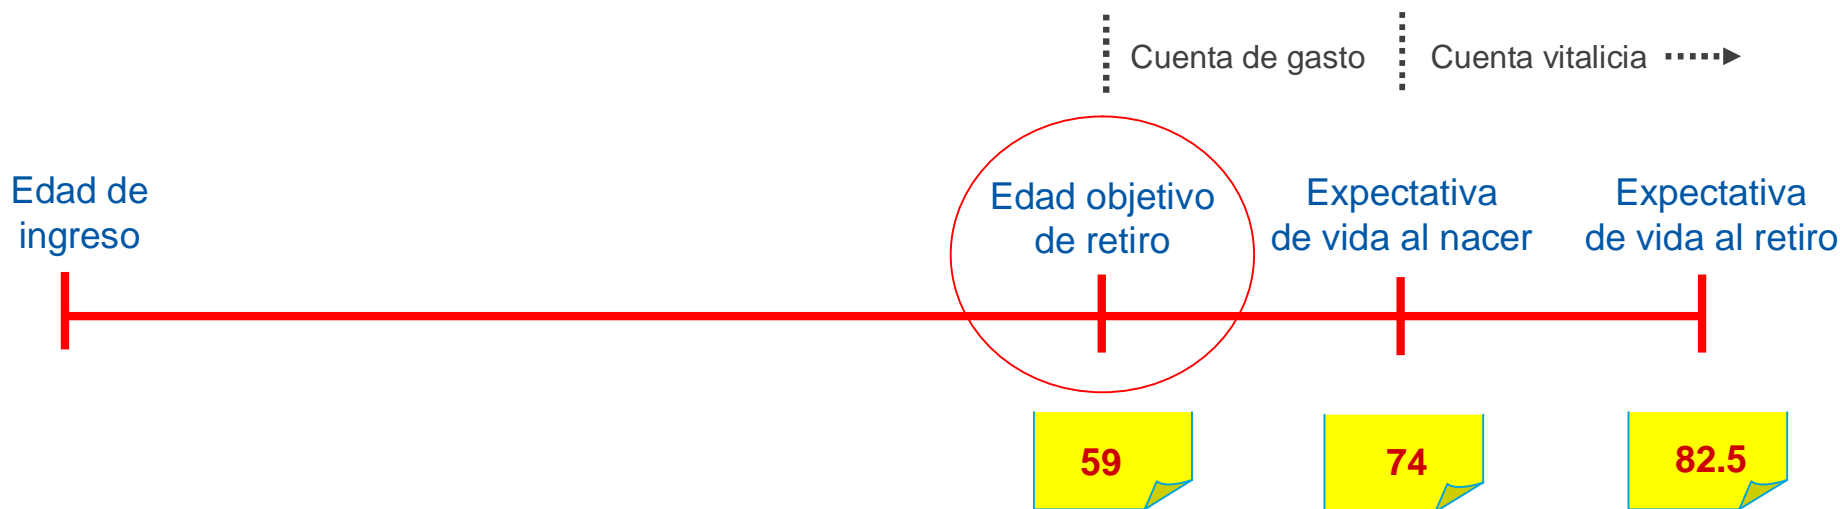 Cuenta de gasto
Cuenta vitalicia
Edad de
ingreso
Edad objetivo
de retiro
Expectativa
de vida al nacer
Expectativa
de vida al retiro
59
74
82.5